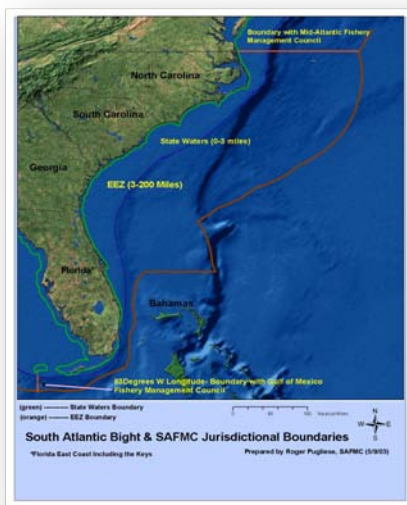 Boundary with Mid-Atlantic Fishery
Management Council
North Carolina
South Carolina
State Waters (0-3 miles)
Georgia
EEZ (3-200 Miles)
Florida*
Bahamas
83Degrees W Longitude- Boundary with Gulf of Mexico
Fishery Management Council
(green) ——— State Waters Boundary
(orange) ——— EEZ Boundary
N
W E
S
South Atlantic Bight & SAFMC Jurisdictional Boundaries
*Florida East Coast Including the Keys
Prepared by Roger Pugliese, SAFMC (5/9/03)